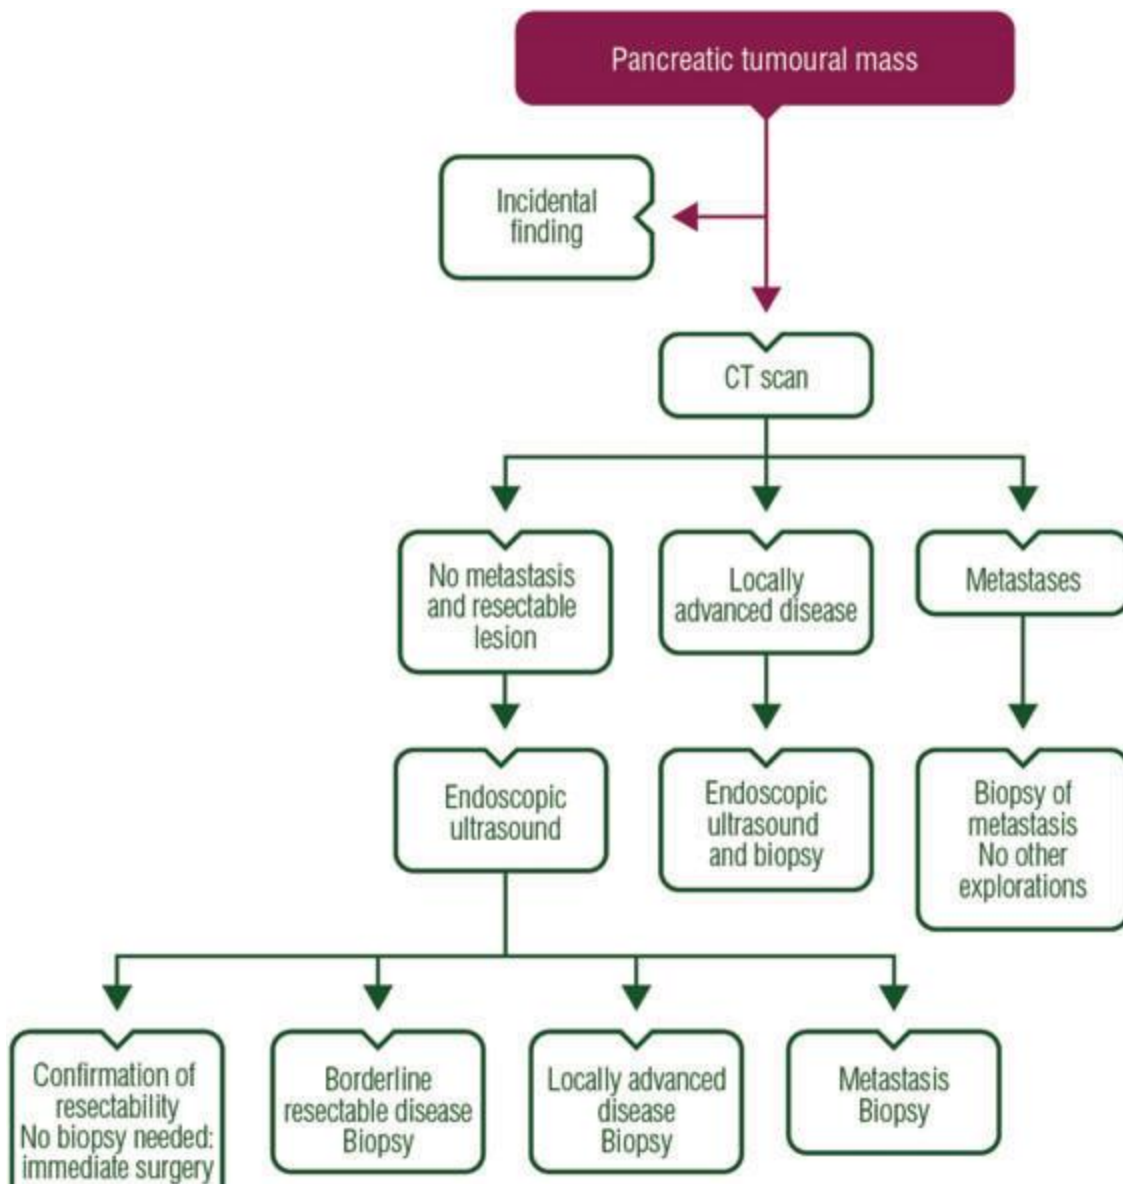 Pancreatic tumoural mass
Incidental
finding
CT scan
No metastasis
and resectable
lesion
Locally
advanced disease
Metastases
Endoscopic
ultrasound
Endoscopic
ultrasound
and biopsy
Biopsy of
metastasis
No other
explorations
Confirmation of
resectability
No biopsy needed:
immediate surgery
Borderline
resectable disease
Biopsy
Locally advanced
disease
Biopsy
Metastasis
Biopsy